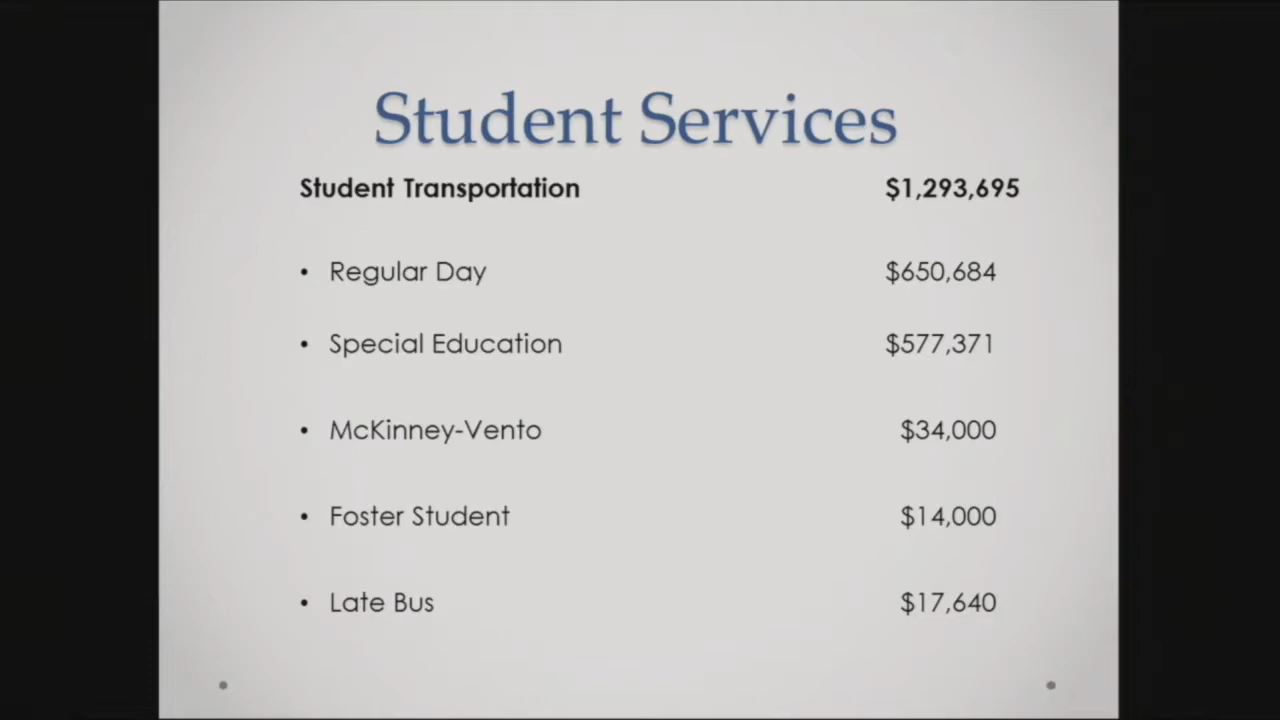 Student Services
Student Transportation $1,293,695
• Regular Day $650,684
• Special Education $577,371
• McKinney-Vento $34,000
• Foster Student $14,000
• Late Bus $17,640